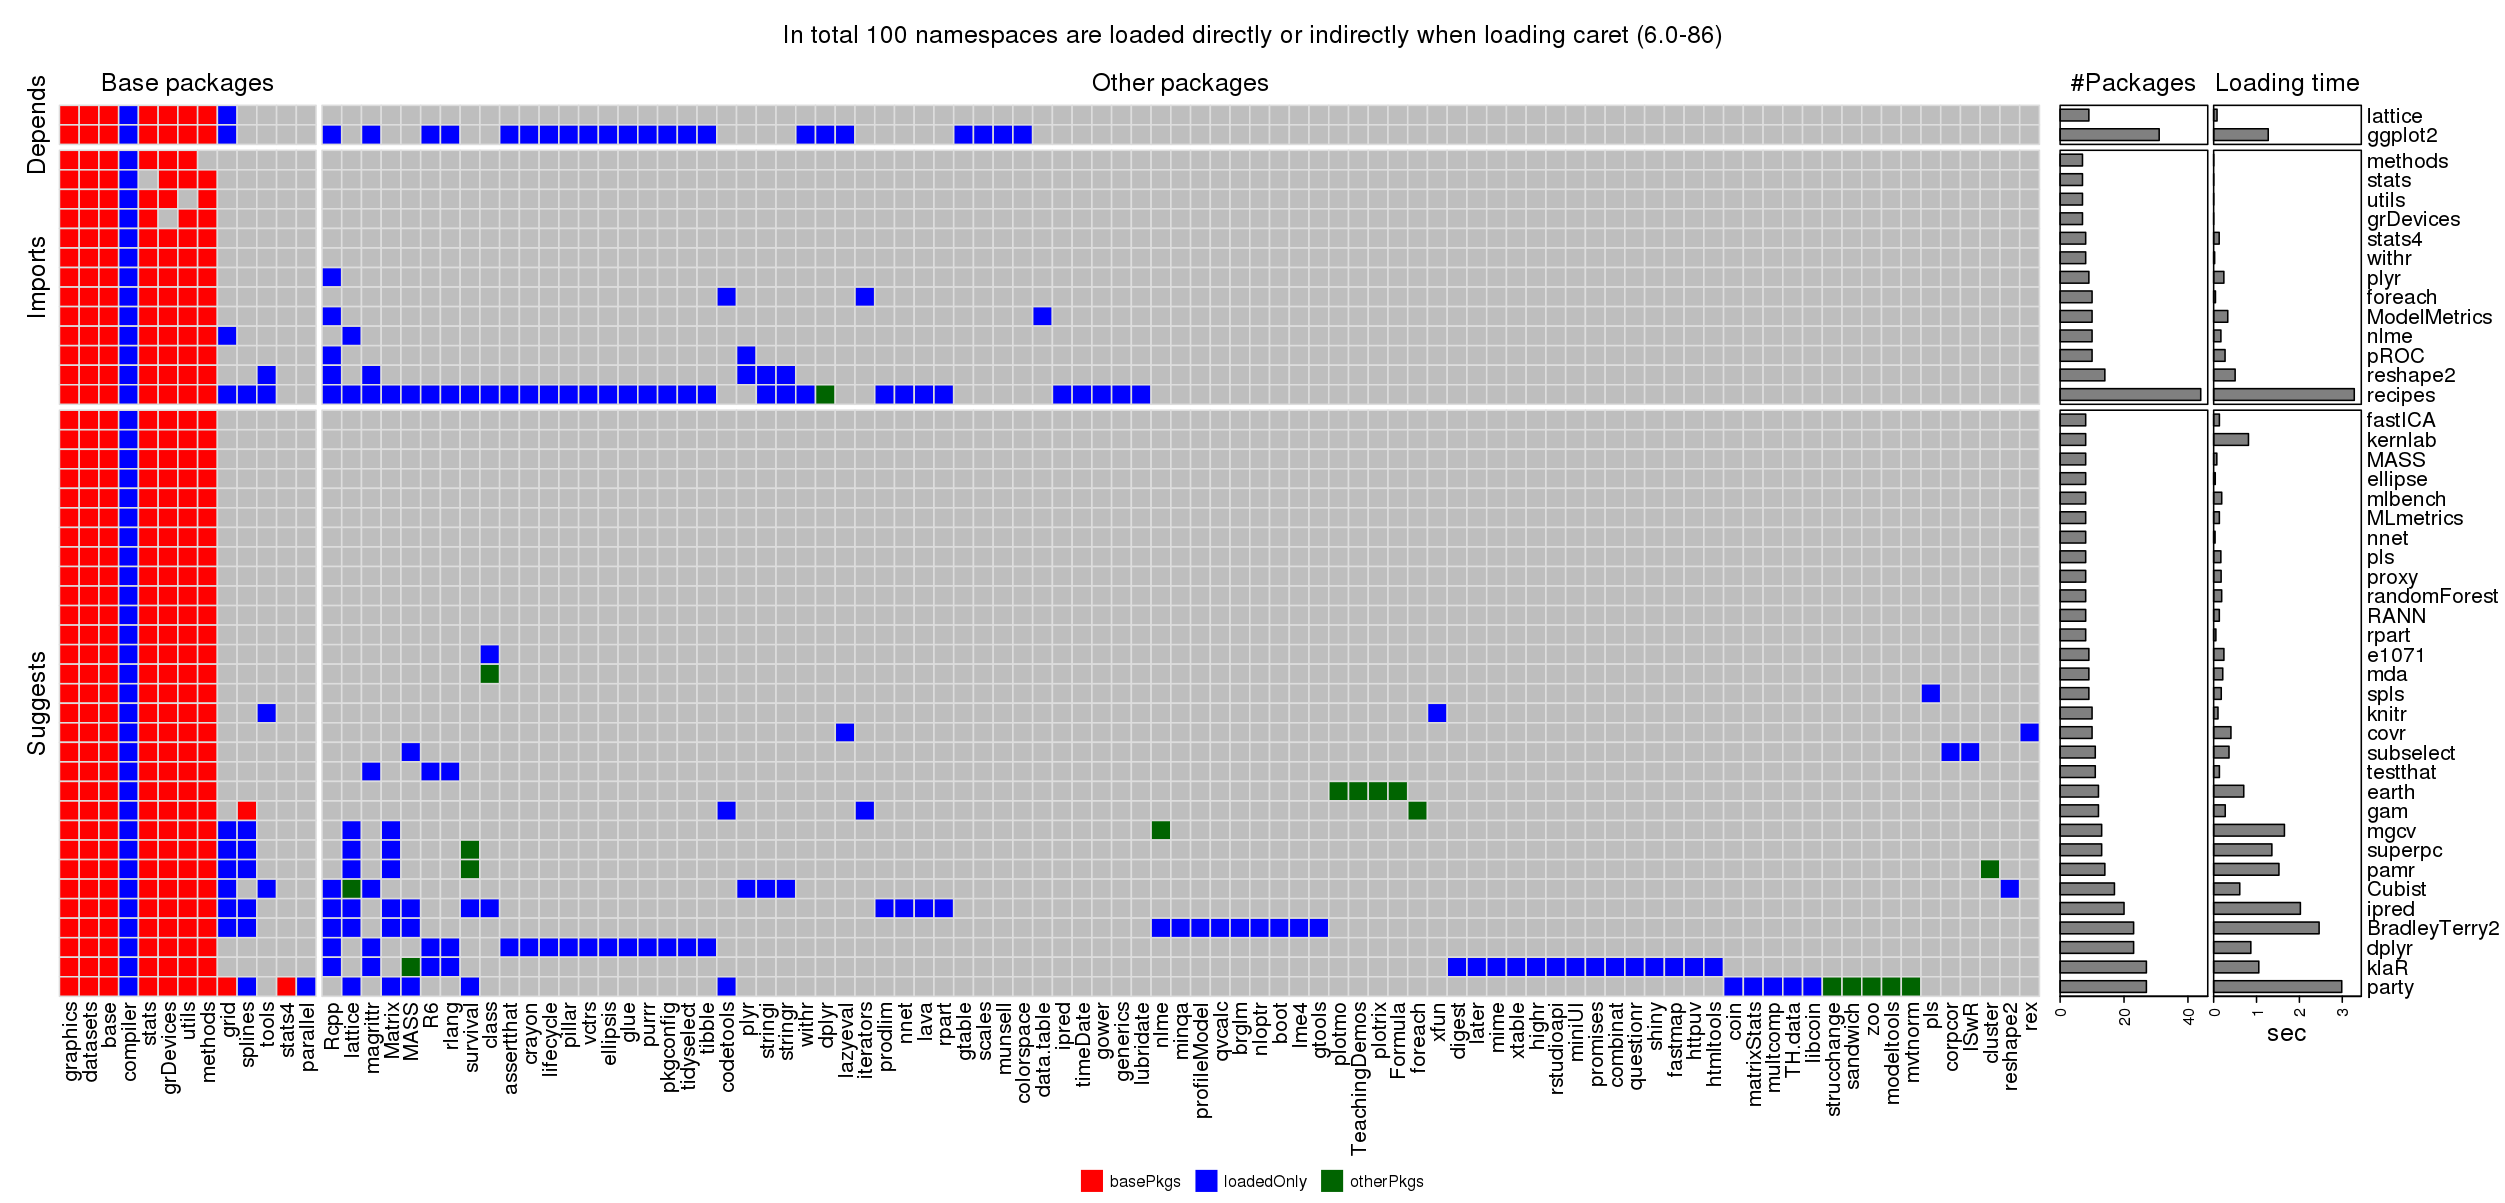 In total 100 namespaces are loaded directly or indirectly when loading caret (6.0-86)
Base packages
Other packages
#Packages
Loading time
Depends
lattice
ggplot2
Imports
methods
stats
utils
grDevices
stats4
withr
plyr
foreach
ModelMetrics
nlme
pROC
reshape2
recipes
Suggests
fastICA
kernlab
MASS
ellipse
mlbench
MLmetrics
nnet
pls
proxy
randomForest
RANN
rpart
e1071
mda
spls
knitr
covr
subselect
testthat
earth
gam
mgcv
superpc
pamr
Cubist
ipred
BradleyTerry2
dplyr
klaR
party
graphics
datasets
base
compiler
stats
grDevices
utils
methods
grid
splines
tools
stats4
parallel
Rcpp
lattice
magrittr
Matrix
MASS
R6
rlang
survival
class
assertthat
crayon
lifecycle
pillar
vctrs
ellipsis
glue
purrr
pkgconfig
tidyselect
tibble
codetools
plyr
stringi
stringr
withr
dplyr
lazyeval
iterators
prodlim
nnet
lava
rpart
gtable
scales
munsell
colorspace
data.table
ipred
timeDate
gower
generics
lubridate
nlme
minqa
profileModel
qvcalc
brglm
nloptr
boot
lme4
gtools
plotmo
TeachingDemos
plotrix
Formula
foreach
xfun
digest
later
mime
xtable
highr
rstudioapi
miniUI
promises
combinat
questionr
shiny
fastmap
httpuv
htmltools
coin
matrixStats
multcomp
TH.data
libcoin
strucchange
sandwich
zoo
modeltools
mvtnorm
pls
corpcor
ISwR
cluster
reshape2
rex
0 20 40
0 1 2 3
sec
basePkgs loadedOnly otherPkgs